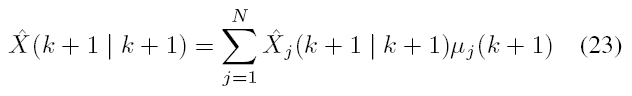 X̂(k + 1 | k + 1) = ∑_{j=1}^{N} X̂_j(k + 1 | k + 1)μ_j(k + 1) (23)